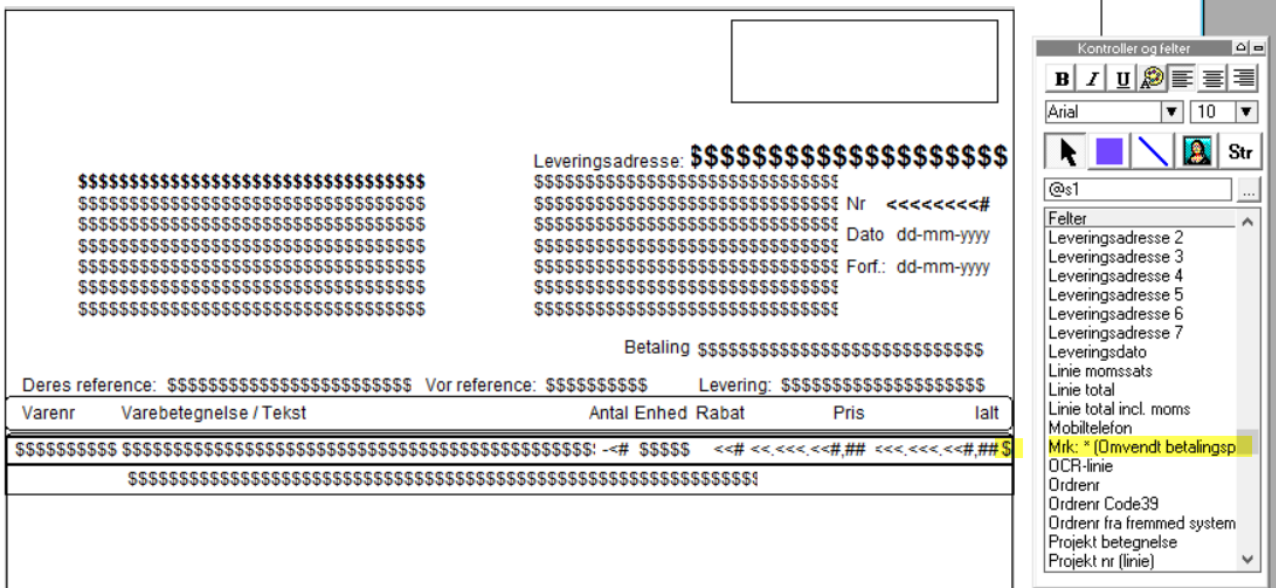 Kontroller og felter
B I U
Arial 10
Str
@s1 ...
Felter
Leveringsadresse 2
Leveringsadresse 3
Leveringsadresse 4
Leveringsadresse 5
Leveringsadresse 6
Leveringsadresse 7
Leveringsdato
Linie momssats
Linie total
Linie total incl. moms
Mobiltelefon
Mrk: * (Omvendt betalingsp
OCR-linie
Ordrenr
Ordrenr Code39
Ordrenr fra fremmed system
Projekt betegnelse
Projekt nr (linie)
Leveringsadresse: $$$$$$$$$$$$$$$$$$$$
$$$$$$$$$$$$$$$$$$$$$$$$$$$$$$$$$$ $$$$$$$$$$$$$$$$$$$$$$$$$$$$$$
$$$$$$$$$$$$$$$$$$$$$$$$$$$$$$$$$$ $$$$$$$$$$$$$$$$$$$$$$$$$$$$$$ Nr <<<<<<<<#
$$$$$$$$$$$$$$$$$$$$$$$$$$$$$$$$$$ $$$$$$$$$$$$$$$$$$$$$$$$$$$$$$
$$$$$$$$$$$$$$$$$$$$$$$$$$$$$$$$$$ $$$$$$$$$$$$$$$$$$$$$$$$$$$$$$ Dato dd-mm-yyyy
$$$$$$$$$$$$$$$$$$$$$$$$$$$$$$$$$$ $$$$$$$$$$$$$$$$$$$$$$$$$$$$$$ Forf.: dd-mm-yyyy
$$$$$$$$$$$$$$$$$$$$$$$$$$$$$$$$$$ $$$$$$$$$$$$$$$$$$$$$$$$$$$$$$
$$$$$$$$$$$$$$$$$$$$$$$$$$$$$$$$$$ $$$$$$$$$$$$$$$$$$$$$$$$$$$$$$
Betaling $$$$$$$$$$$$$$$$$$$$$$$$$$$$
Deres reference: $$$$$$$$$$$$$$$$$$$$$$$$ Vor reference: $$$$$$$$$$ Levering: $$$$$$$$$$$$$$$$$$$$
Varenr Varebetegnelse / Tekst Antal Enhed Rabat Pris Ialt
$$$$$$$$$$ $$$$$$$$$$$$$$$$$$$$$$$$$$$$$$$$$$$$$$$$$$$$$$ -<# $$$$$ <<# <<.<<<.<<#,## <<<.<<<.<<#,## $
$$$$$$$$$$$$$$$$$$$$$$$$$$$$$$$$$$$$$$$$$$$$$$$$$$$$$$$$$$$$$$